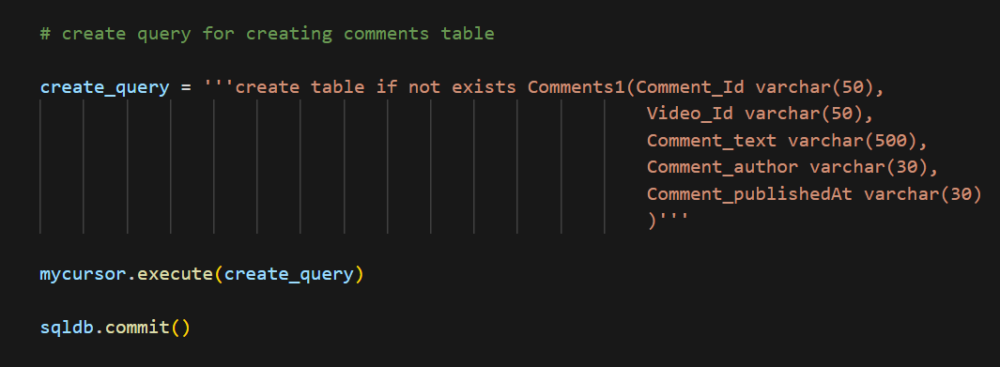 # create query for creating comments table
create_query = '''create table if not exists Comments1(Comment_Id varchar(50),
Video_Id varchar(50),
Comment_text varchar(500),
Comment_author varchar(30),
Comment_publishedAt varchar(30)
)'''
mycursor.execute(create_query)
sqldb.commit()